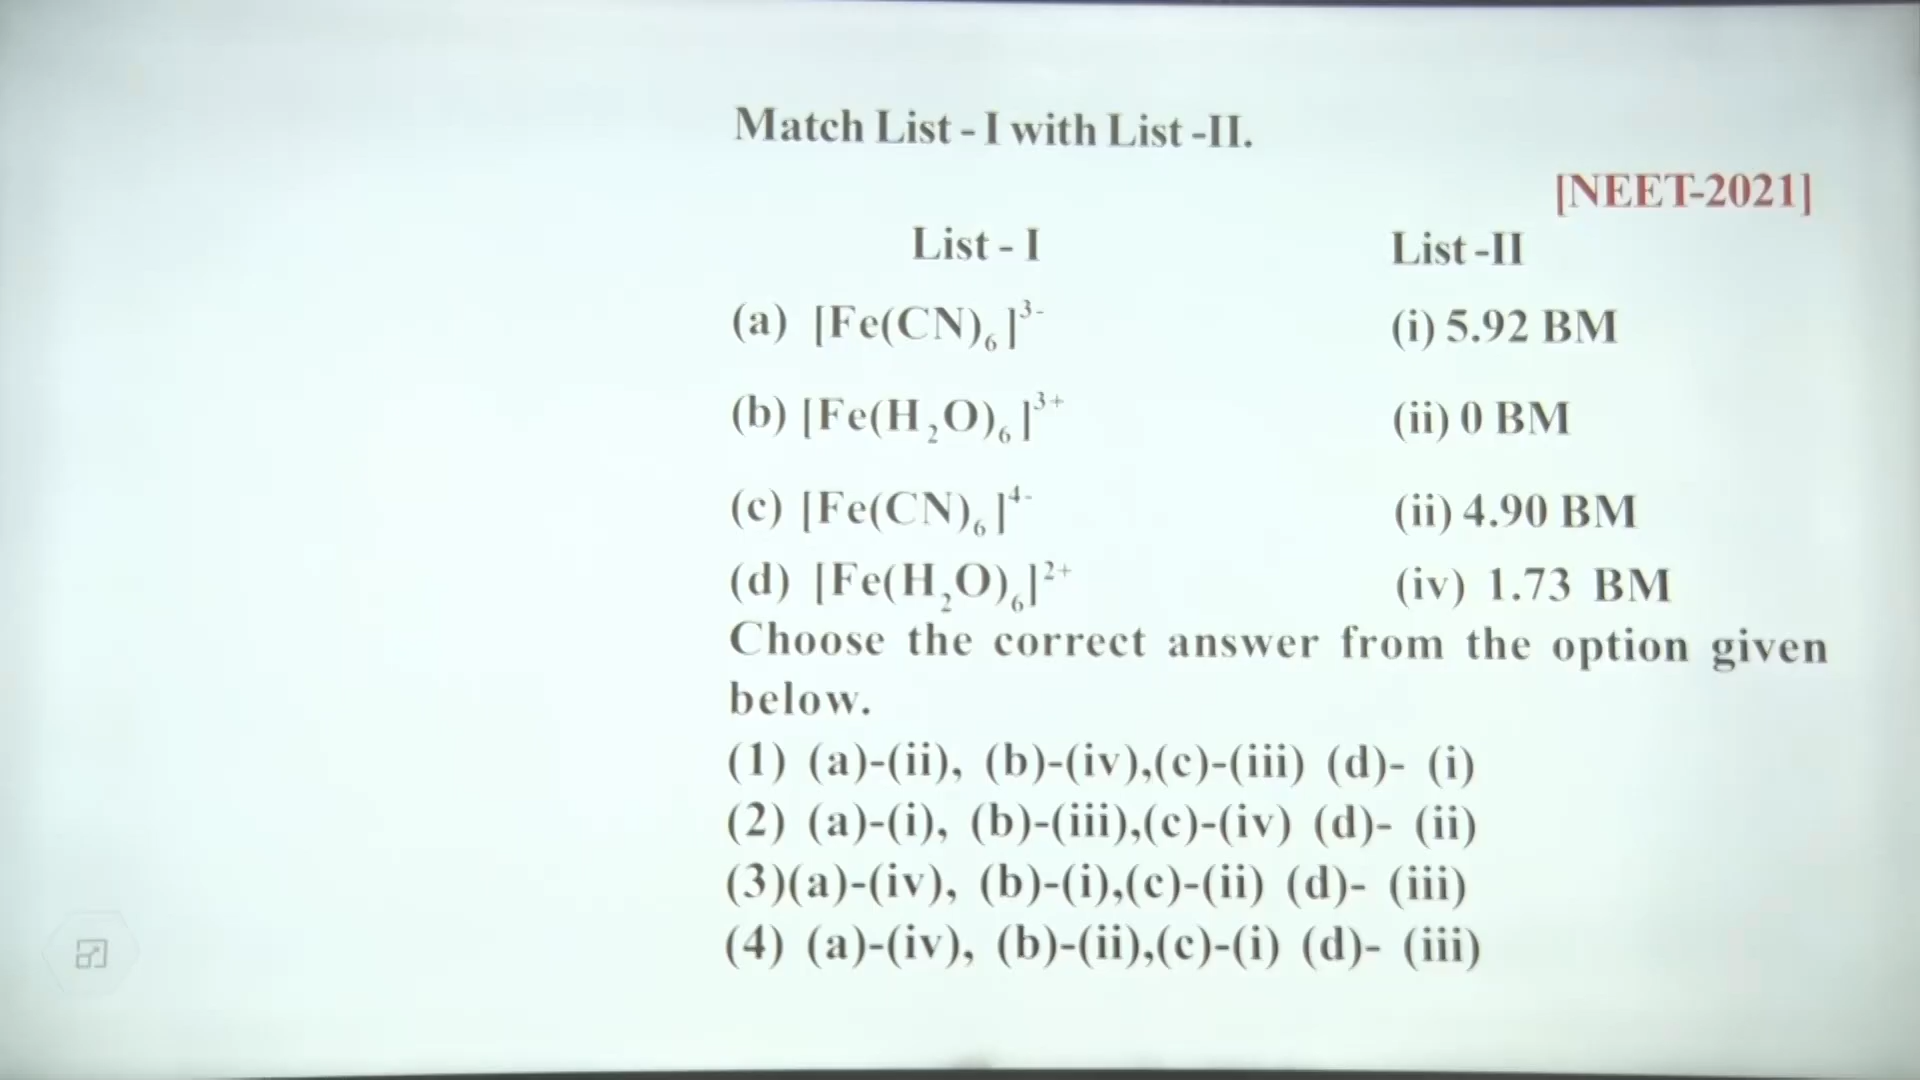 Match List - I with List -II.
[NEET-2021]
List - I List -II
(a) [Fe(CN)₆]³⁻ (i) 5.92 BM
(b) [Fe(H₂O)₆]³⁺ (ii) 0 BM
(c) [Fe(CN)₆]⁴⁻ (ii) 4.90 BM
(d) [Fe(H₂O)₆]²⁺ (iv) 1.73 BM
Choose the correct answer from the option given
below.
(1) (a)-(ii), (b)-(iv),(c)-(iii) (d)- (i)
(2) (a)-(i), (b)-(iii),(c)-(iv) (d)- (ii)
(3)(a)-(iv), (b)-(i),(c)-(ii) (d)- (iii)
(4) (a)-(iv), (b)-(ii),(c)-(i) (d)- (iii)